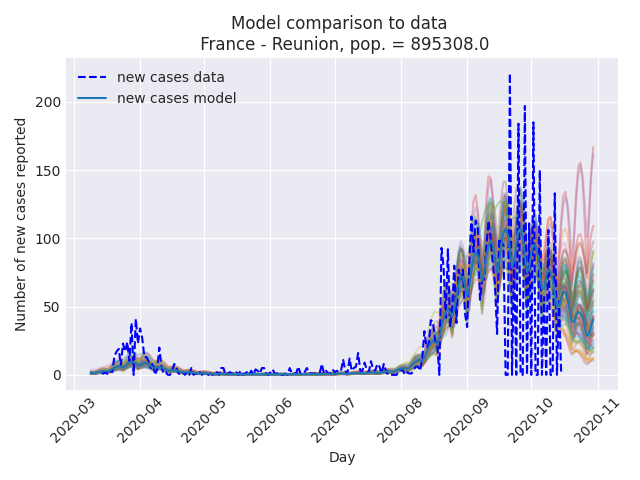 Model comparison to data
France - Reunion, pop. = 895308.0
new cases data
new cases model
Number of new cases reported
200
150
100
50
0
2020-03
2020-04
2020-05
2020-06
2020-07
2020-08
2020-09
2020-10
2020-11
Day